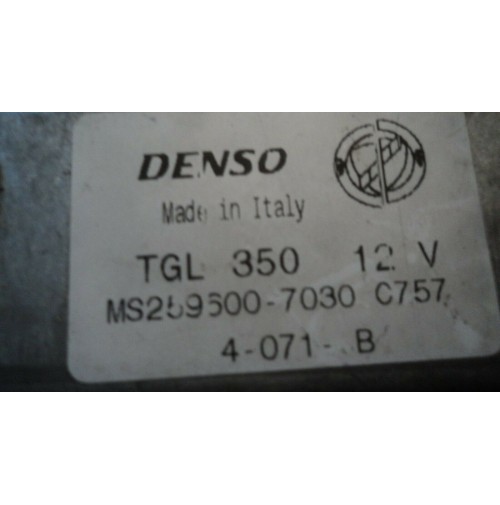 DENSO
Made in Italy
TGL 350 12 V
MS259600-7030 C757
4-071- B